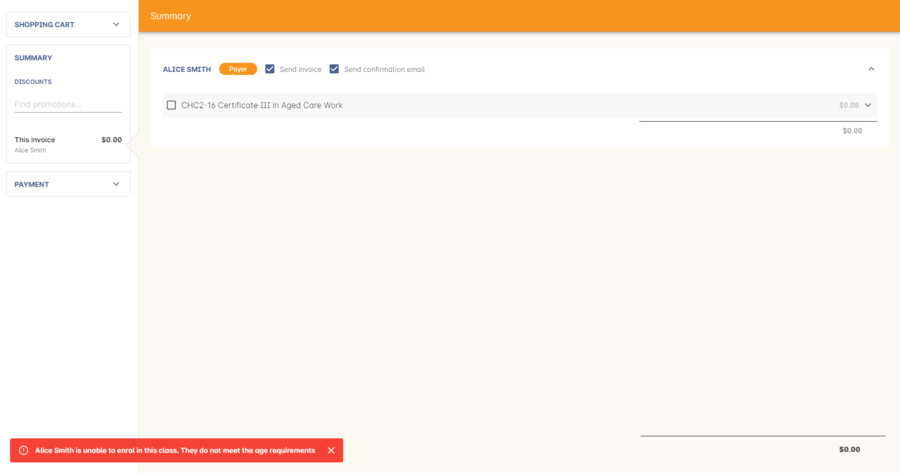 SHOPPING CART
SUMMARY
DISCOUNTS
Find promotions...
This invoice $0.00
Alice Smith
PAYMENT
Summary
ALICE SMITH Payer Send invoice Send confirmation email
CHC2-16 Certificate III in Aged Care Work $0.00
$0.00
Alice Smith is unable to enrol in this class. They do not meet the age requirements
$0.00